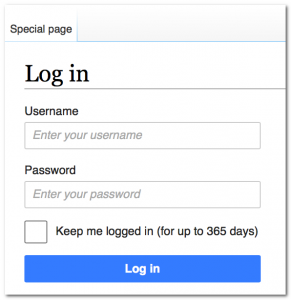 Special page
Log in
Username
Enter your username
Password
Enter your password
Keep me logged in (for up to 365 days)
Log in